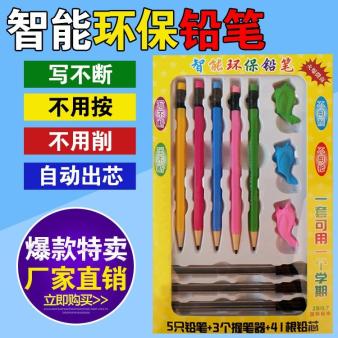 智能环保铅笔
写不断
不用按
不用削
自动出芯
爆款特卖
厂家直销
立即购买>>
智能环保铅笔
一套可用一个学期
5只铅笔+3个握笔器+41根铅芯